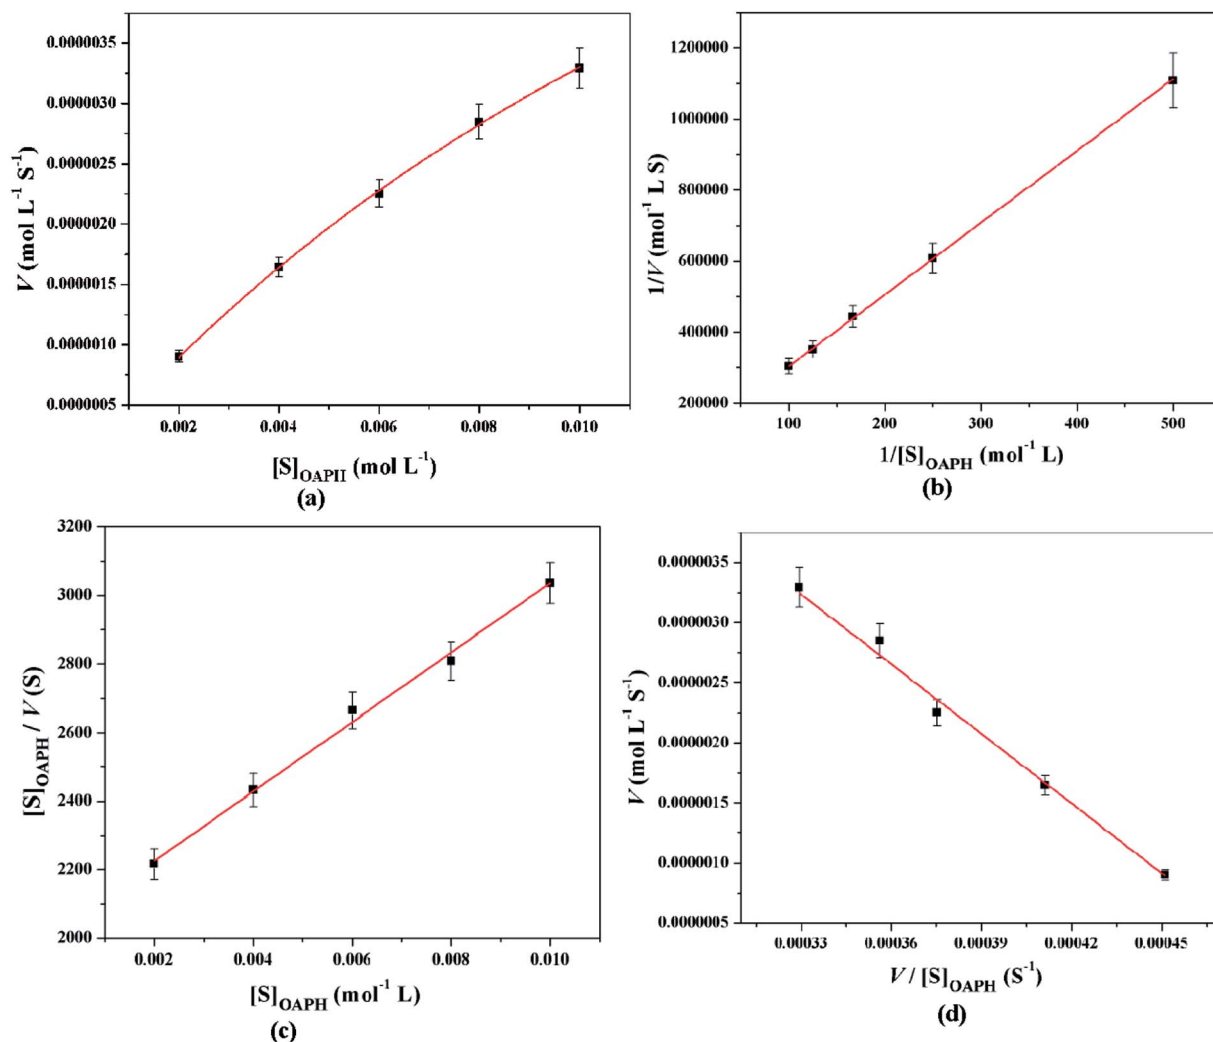 0.0000035
0.0000030
0.0000025
0.0000020
0.0000015
0.0000010
0.0000005
V (mol L⁻¹ S⁻¹)
0.002 0.004 0.006 0.008 0.010
[S]OAPH (mol L⁻¹)
(a)
1200000
1000000
800000
600000
400000
200000
1/V (mol⁻¹ L S)
100 200 300 400 500
1/[S]OAPH (mol⁻¹ L)
(b)
3200
3000
2800
2600
2400
2200
2000
[S]OAPH / V (S)
0.002 0.004 0.006 0.008 0.010
[S]OAPH (mol⁻¹ L)
(c)
0.0000035
0.0000030
0.0000025
0.0000020
0.0000015
0.0000010
0.0000005
V (mol L⁻¹ S⁻¹)
0.00033 0.00036 0.00039 0.00042 0.00045
V / [S]OAPH (S⁻¹)
(d)